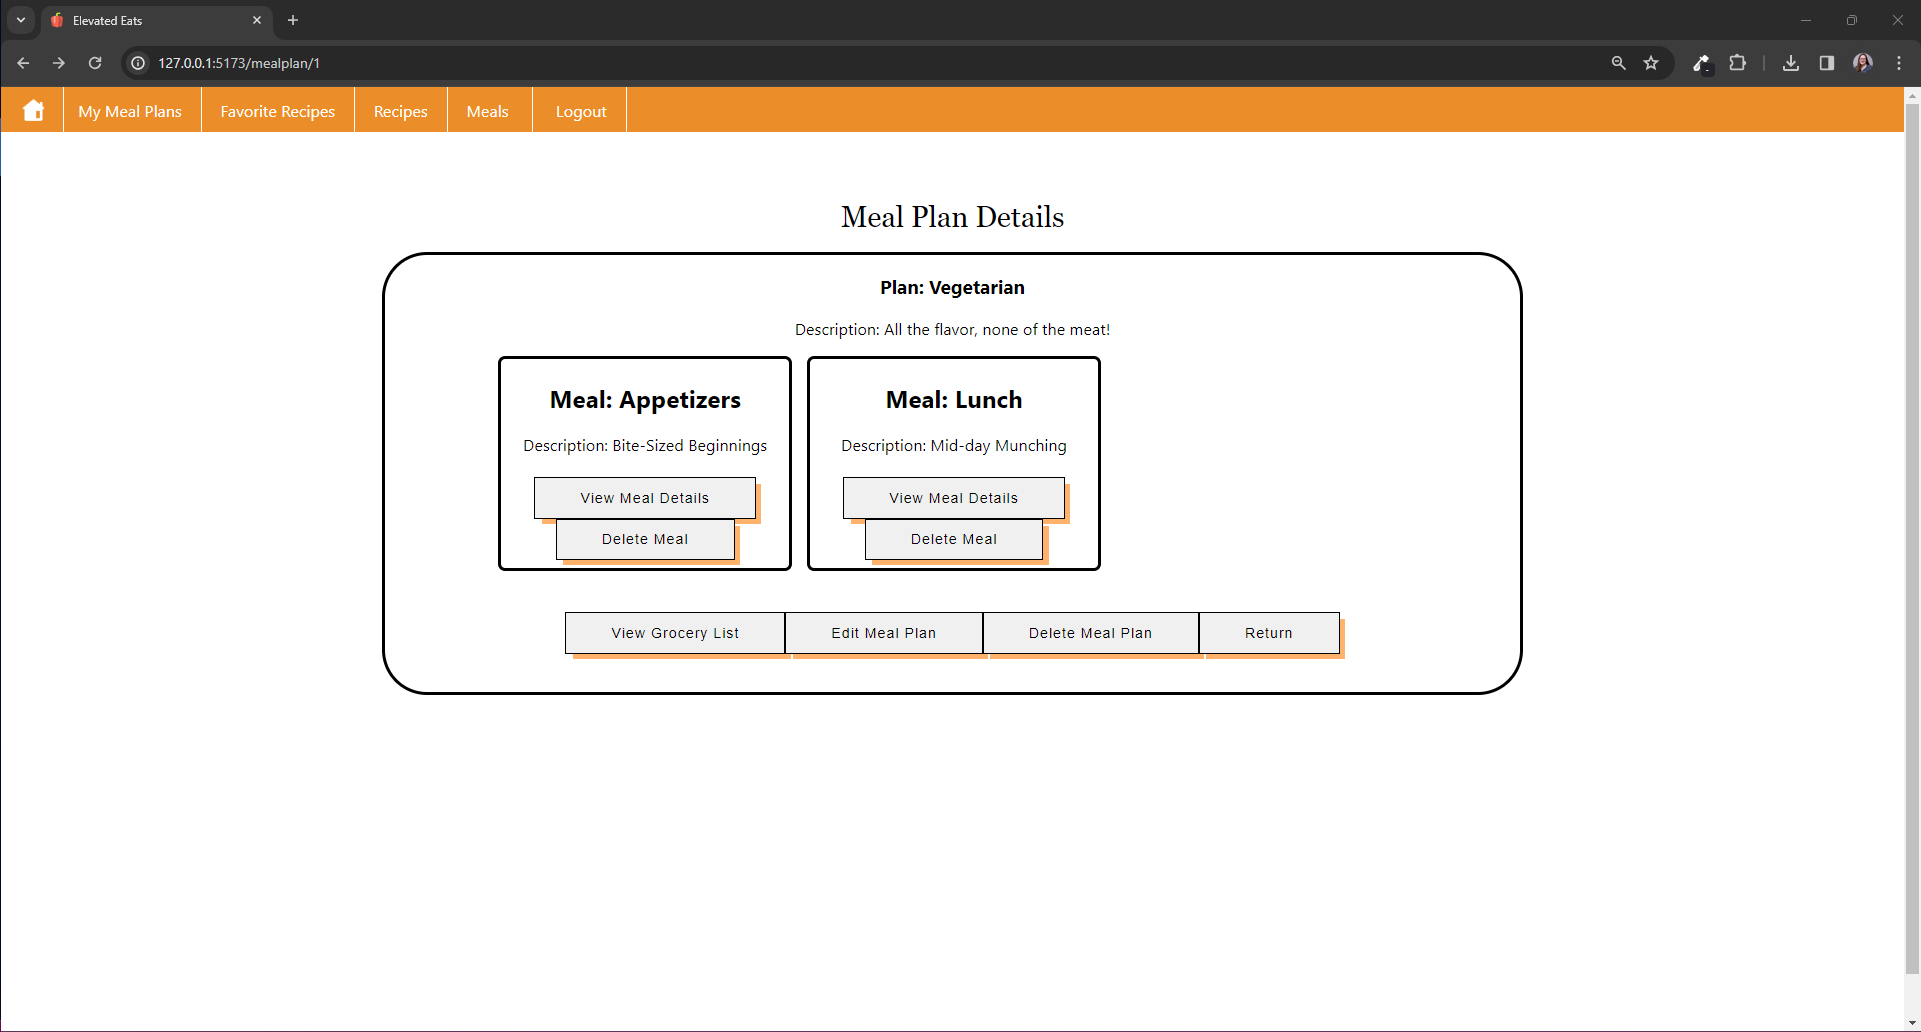 Elevated Eats
127.0.0.1:5173/mealplan/1
My Meal Plans Favorite Recipes Recipes Meals Logout
Meal Plan Details
Plan: Vegetarian
Description: All the flavor, none of the meat!
Meal: Appetizers
Description: Bite-Sized Beginnings
View Meal Details
Delete Meal
Meal: Lunch
Description: Mid-day Munching
View Meal Details
Delete Meal
View Grocery List Edit Meal Plan Delete Meal Plan Return